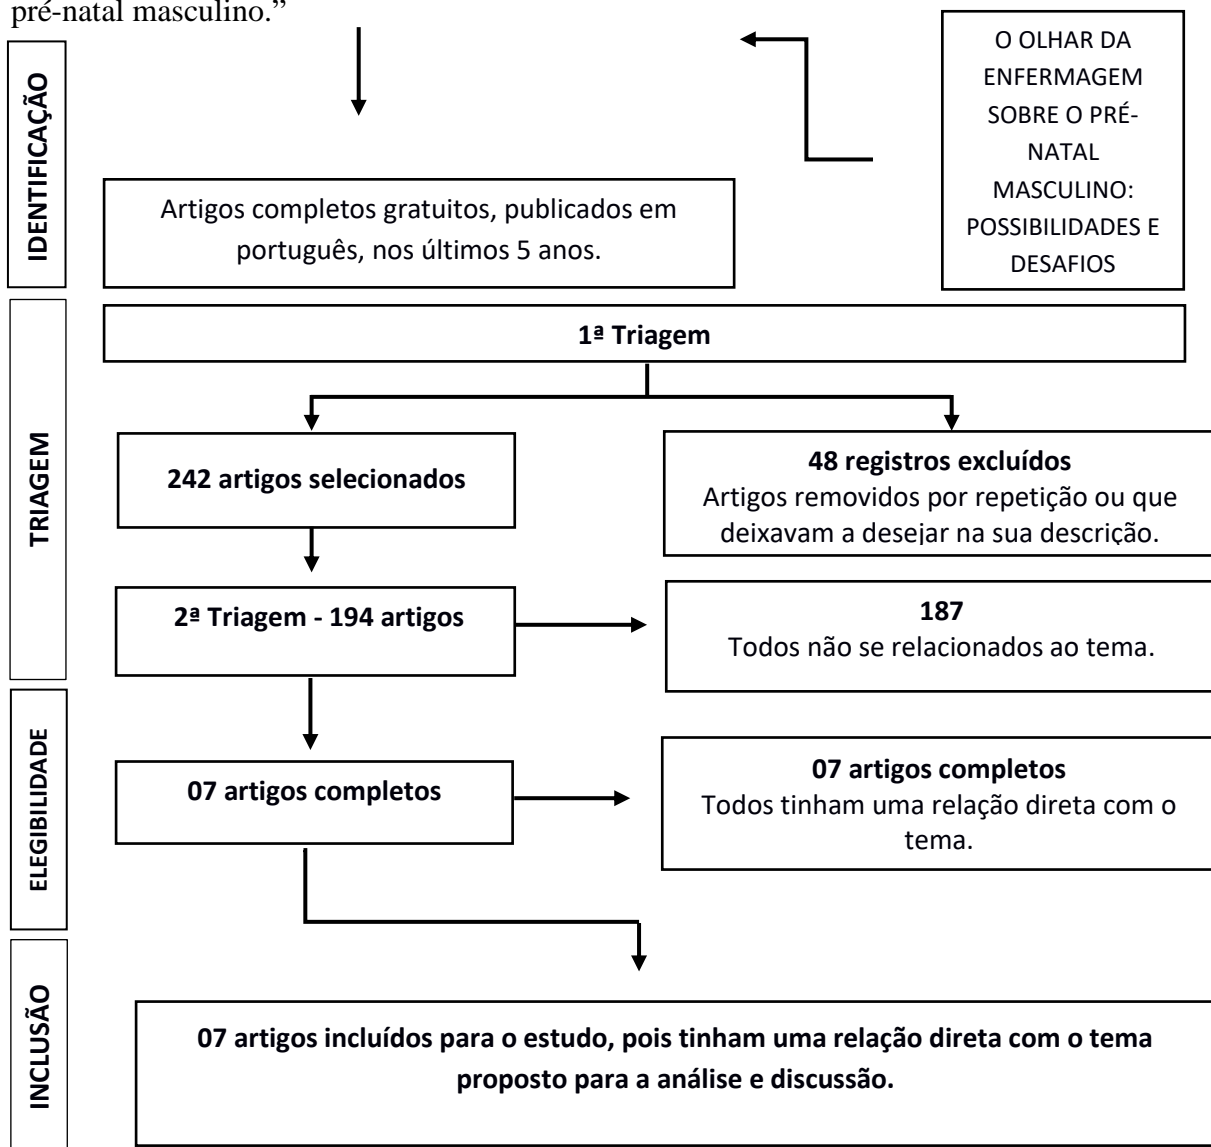 pré-natal masculino.”
IDENTIFICAÇÃO
O OLHAR DA
ENFERMAGEM
SOBRE O PRÉ-
NATAL
MASCULINO:
POSSIBILIDADES E
DESAFIOS
Artigos completos gratuitos, publicados em
português, nos últimos 5 anos.
TRIAGEM
1ª Triagem
242 artigos selecionados
48 registros excluídos
Artigos removidos por repetição ou que
deixavam a desejar na sua descrição.
2ª Triagem - 194 artigos
187
Todos não se relacionados ao tema.
ELEGIBILIDADE
07 artigos completos
07 artigos completos
Todos tinham uma relação direta com o
tema.
INCLUSÃO
07 artigos incluídos para o estudo, pois tinham uma relação direta com o tema
proposto para a análise e discussão.